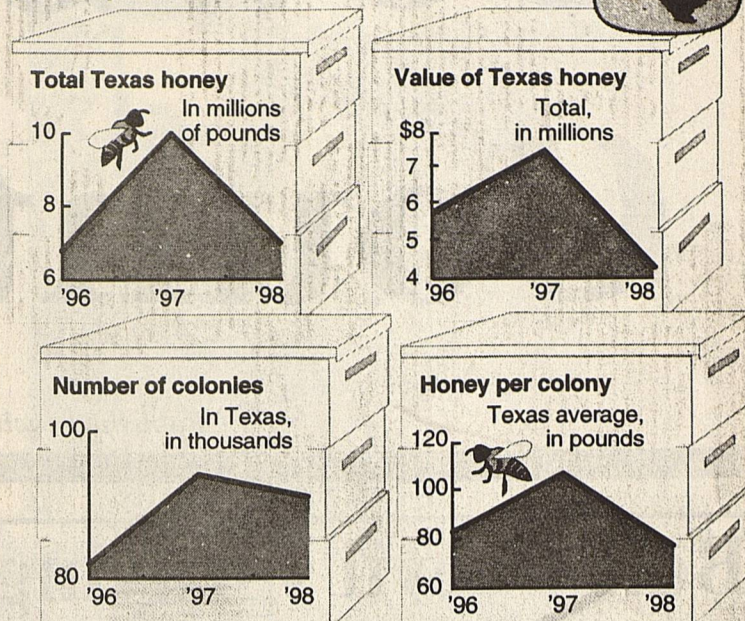 Total Texas honey
In millions
of pounds
10
8
6
'96 '97 '98
Value of Texas honey
Total,
in millions
$8
7
6
5
4
'96 '97 '98
Number of colonies
In Texas,
in thousands
100
80
'96 '97 '98
Honey per colony
Texas average,
in pounds
120
100
80
60
'96 '97 '98